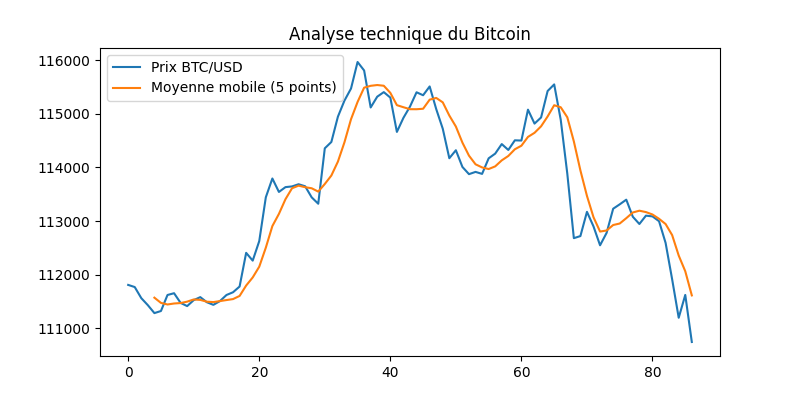 Analyse technique du Bitcoin
Prix BTC/USD
Moyenne mobile (5 points)
116000
115000
114000
113000
112000
111000
0 20 40 60 80